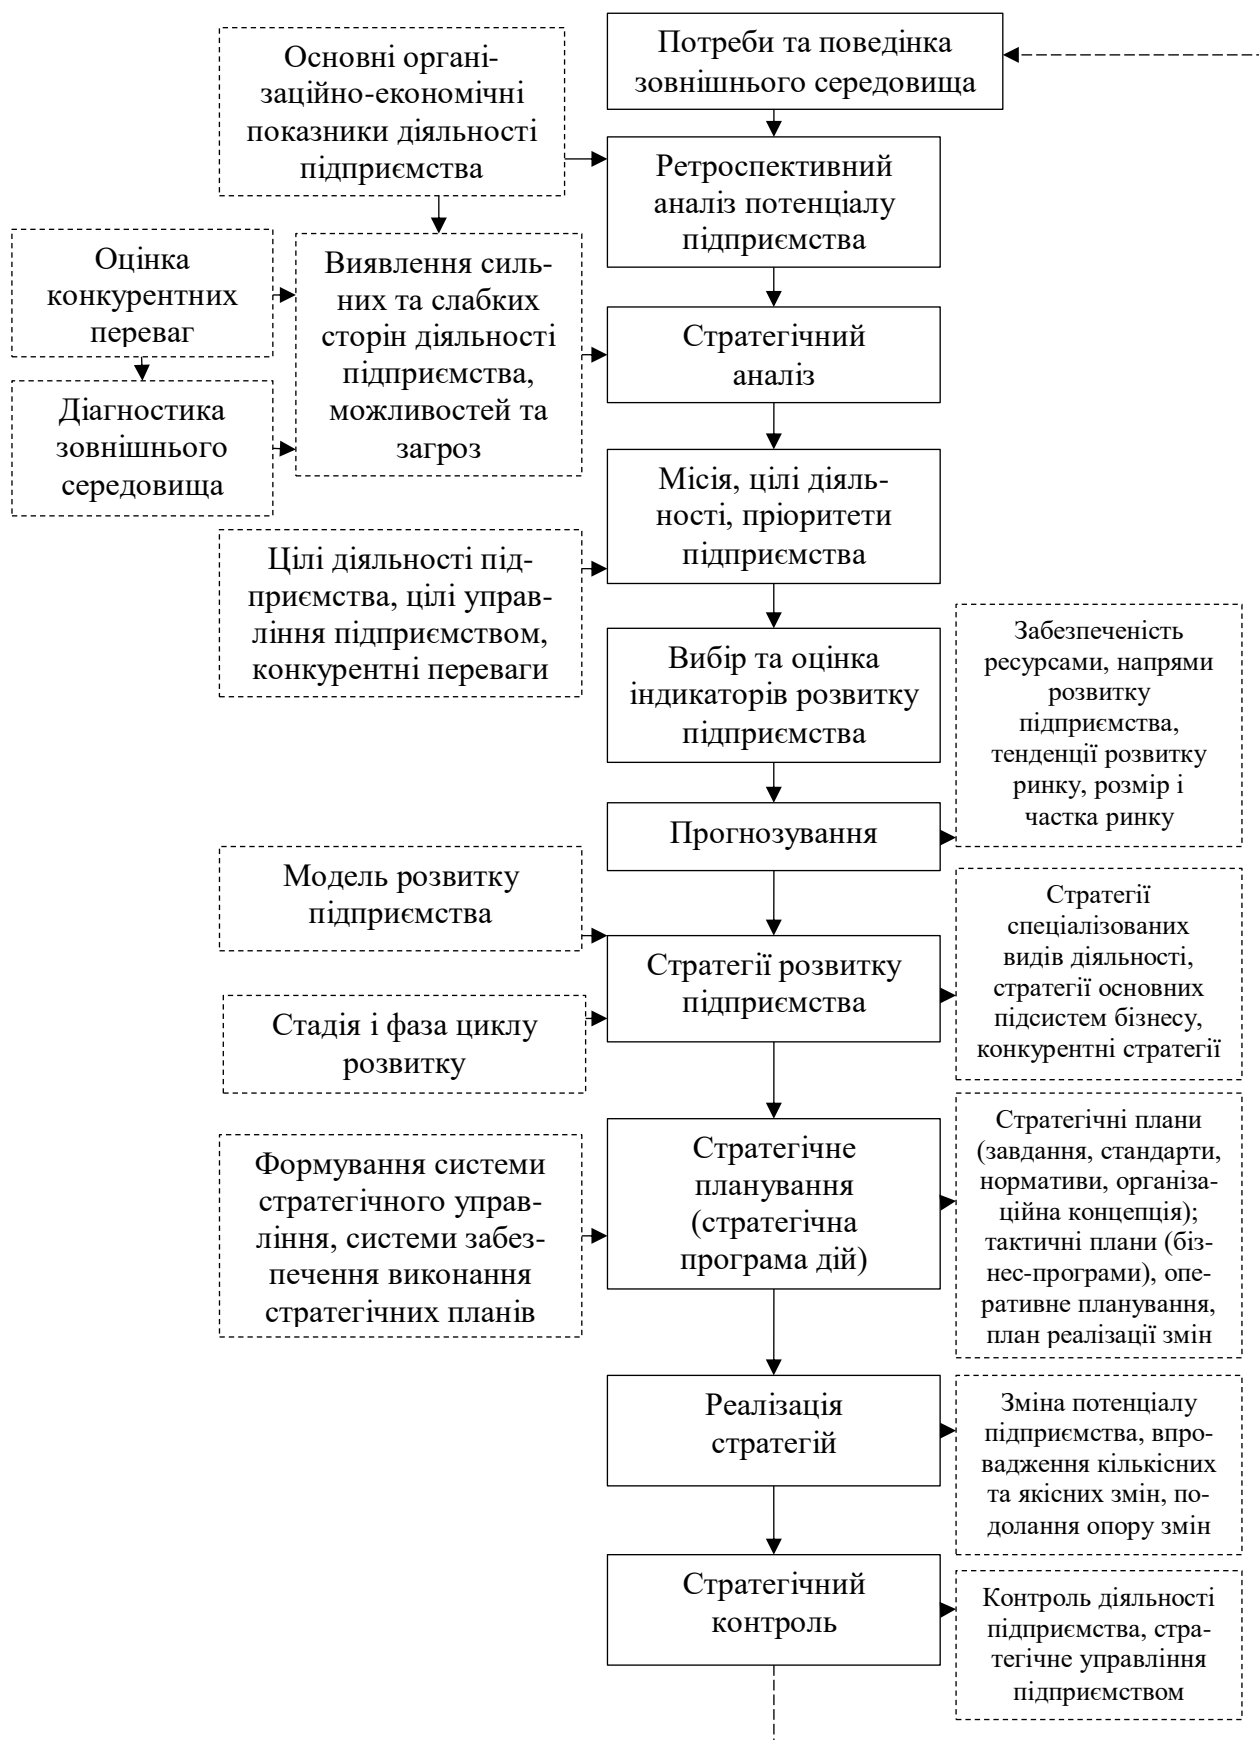 Потреби та поведінка
зовнішнього середовища
Основні органі-
заційно-економічні
показники діяльності
підприємства
Ретроспективний
аналіз потенціалу
підприємства
Оцінка
конкурентних
переваг
Виявлення силь-
них та слабких
сторін діяльності
підприємства,
можливостей та
загроз
Стратегічний
аналіз
Діагностика
зовнішнього
середовища
Місія, цілі діяль-
ності, пріоритети
підприємства
Цілі діяльності під-
приємства, цілі управ-
ління підприємством,
конкурентні переваги
Вибір та оцінка
індикаторів розвитку
підприємства
Забезпеченість
ресурсами, напрями
розвитку
підприємства,
тенденції розвитку
ринку, розмір і
частка ринку
Прогнозування
Модель розвитку
підприємства
Стратегії розвитку
підприємства
Стратегії
спеціалізованих
видів діяльності,
стратегії основних
підсистем бізнесу,
конкурентні стратегії
Стадія і фаза циклу
розвитку
Стратегічне
планування
(стратегічна
програма дій)
Стратегічні плани
(завдання, стандарти,
нормативи, організа-
ційна концепція);
тактичні плани (біз-
нес-програми), опе-
ративне планування,
план реалізації змін
Формування системи
стратегічного управ-
ління, системи забез-
печення виконання
стратегічних планів
Реалізація
стратегій
Зміна потенціалу
підприємства, впро-
вадження кількісних
та якісних змін, по-
долання опору змін
Стратегічний
контроль
Контроль діяльності
підприємства, стра-
тегічне управління
підприємством